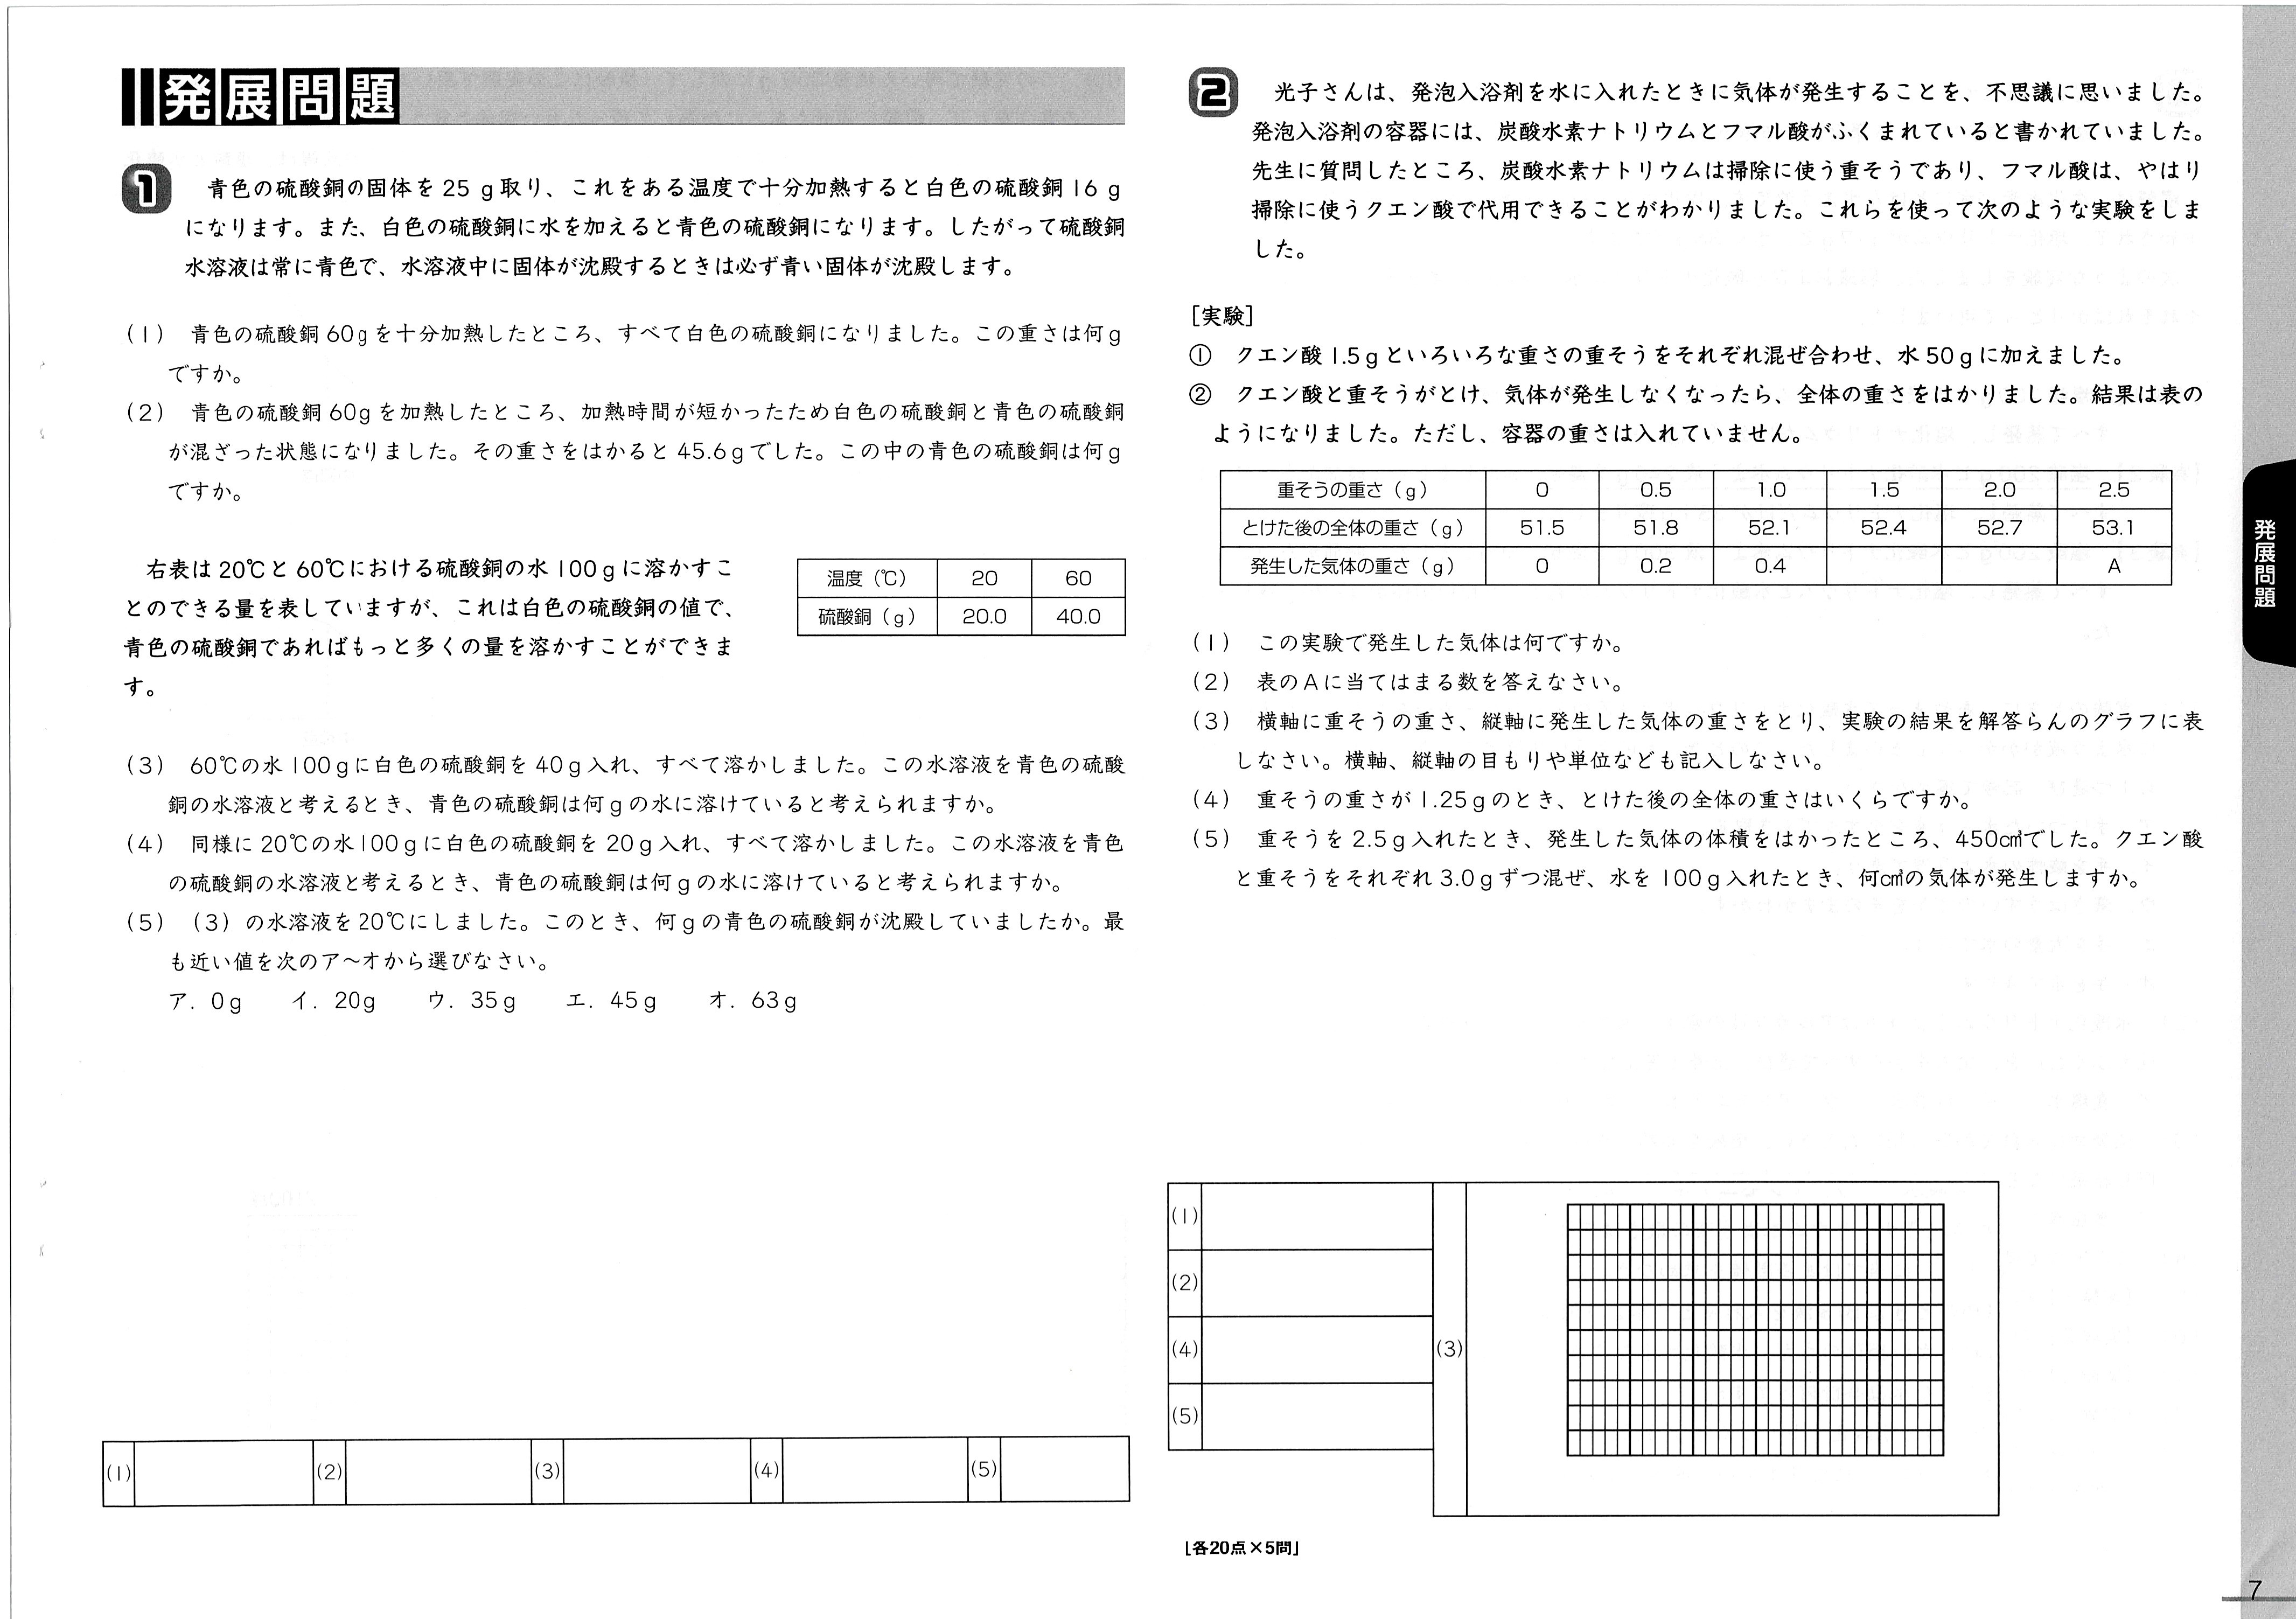 発展問題
1 青色の硫酸銅の固体を25g取り、これをある温度で十分加熱すると白色の硫酸銅16g
になります。また、白色の硫酸銅に水を加えると青色の硫酸銅になります。したがって硫酸銅
水溶液は常に青色で、水溶液中に固体が沈殿するときは必ず青い固体が沈殿します。
(1) 青色の硫酸銅60gを十分加熱したところ、すべて白色の硫酸銅になりました。この重さは何g
ですか。
(2) 青色の硫酸銅60gを加熱したところ、加熱時間が短かったため白色の硫酸銅と青色の硫酸銅
が混ざった状態になりました。その重さをはかると45.6gでした。この中の青色の硫酸銅は何g
ですか。
右表は20℃と60℃における硫酸銅の水100gに溶かすこ
とのできる量を表していますが、これは白色の硫酸銅の値で、
青色の硫酸銅であればもっと多くの量を溶かすことができま
す。
温度(℃) 20 60
硫酸銅(g) 20.0 40.0
(3) 60℃の水100gに白色の硫酸銅を40g入れ、すべて溶かしました。この水溶液を青色の硫酸
銅の水溶液と考えるとき、青色の硫酸銅は何gの水に溶けていると考えられますか。
(4) 同様に20℃の水100gに白色の硫酸銅を20g入れ、すべて溶かしました。この水溶液を青色
の硫酸銅の水溶液と考えるとき、青色の硫酸銅は何gの水に溶けていると考えられますか。
(5) (3)の水溶液を20℃にしました。このとき、何gの青色の硫酸銅が沈殿していましたか。最
も近い値を次のア〜オから選びなさい。
ア. 0g イ. 20g ウ. 35g エ. 45g オ. 63g
(1) (2) (3) (4) (5)
2 光子さんは、発泡入浴剤を水に入れたときに気体が発生することを、不思議に思いました。
発泡入浴剤の容器には、炭酸水素ナトリウムとフマル酸がふくまれていると書かれていました。
先生に質問したところ、炭酸水素ナトリウムは掃除に使う重そうであり、フマル酸は、やはり
掃除に使うクエン酸で代用できることがわかりました。これらを使って次のような実験をしま
した。
[実験]
① クエン酸1.5gといろいろな重さの重そうをそれぞれ混ぜ合わせ、水50gに加えました。
② クエン酸と重そうがとけ、気体が発生しなくなったら、全体の重さをはかりました。結果は表の
ようになりました。ただし、容器の重さは入れていません。
重そうの重さ(g) 0 0.5 1.0 1.5 2.0 2.5
とけた後の全体の重さ(g) 51.5 51.8 52.1 52.4 52.7 53.1
発生した気体の重さ(g) 0 0.2 0.4 A
(1) この実験で発生した気体は何ですか。
(2) 表のAに当てはまる数を答えなさい。
(3) 横軸に重そうの重さ、縦軸に発生した気体の重さをとり、実験の結果を解答らんのグラフに表
しなさい。横軸、縦軸の目もりや単位なども記入しなさい。
(4) 重そうの重さが1.25gのとき、とけた後の全体の重さはいくらですか。
(5) 重そうを2.5g入れたとき、発生した気体の体積をはかったところ、450cm³でした。クエン酸
と重そうをそれぞれ3.0gずつ混ぜ、水を100g入れたとき、何cm³の気体が発生しますか。
(1)
(2)
(4)
(5)
(3)
[各20点×5問]
発展問題
7